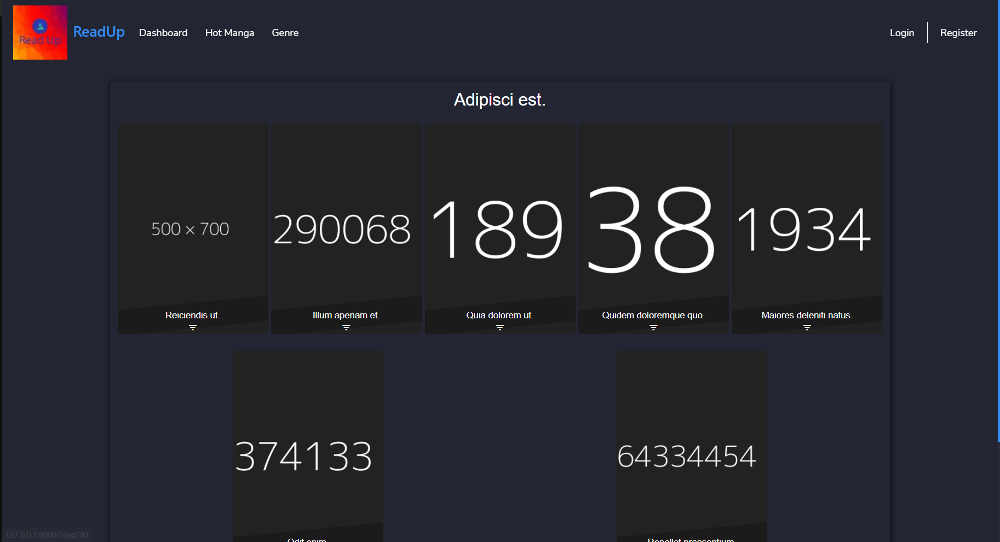 Read Up
ReadUp
Dashboard
Hot Manga
Genre
Login
Register
Adipisci est.
500 × 700
290068
189
38
1934
Reiciendis ut.
Illum aperiam et.
Quia dolorem ut.
Quidem doloremque quo.
Maiores deleniti natus.
374133
64334454
127.0.0.1:8000/read/30
Odit enim
Repellat praesentium